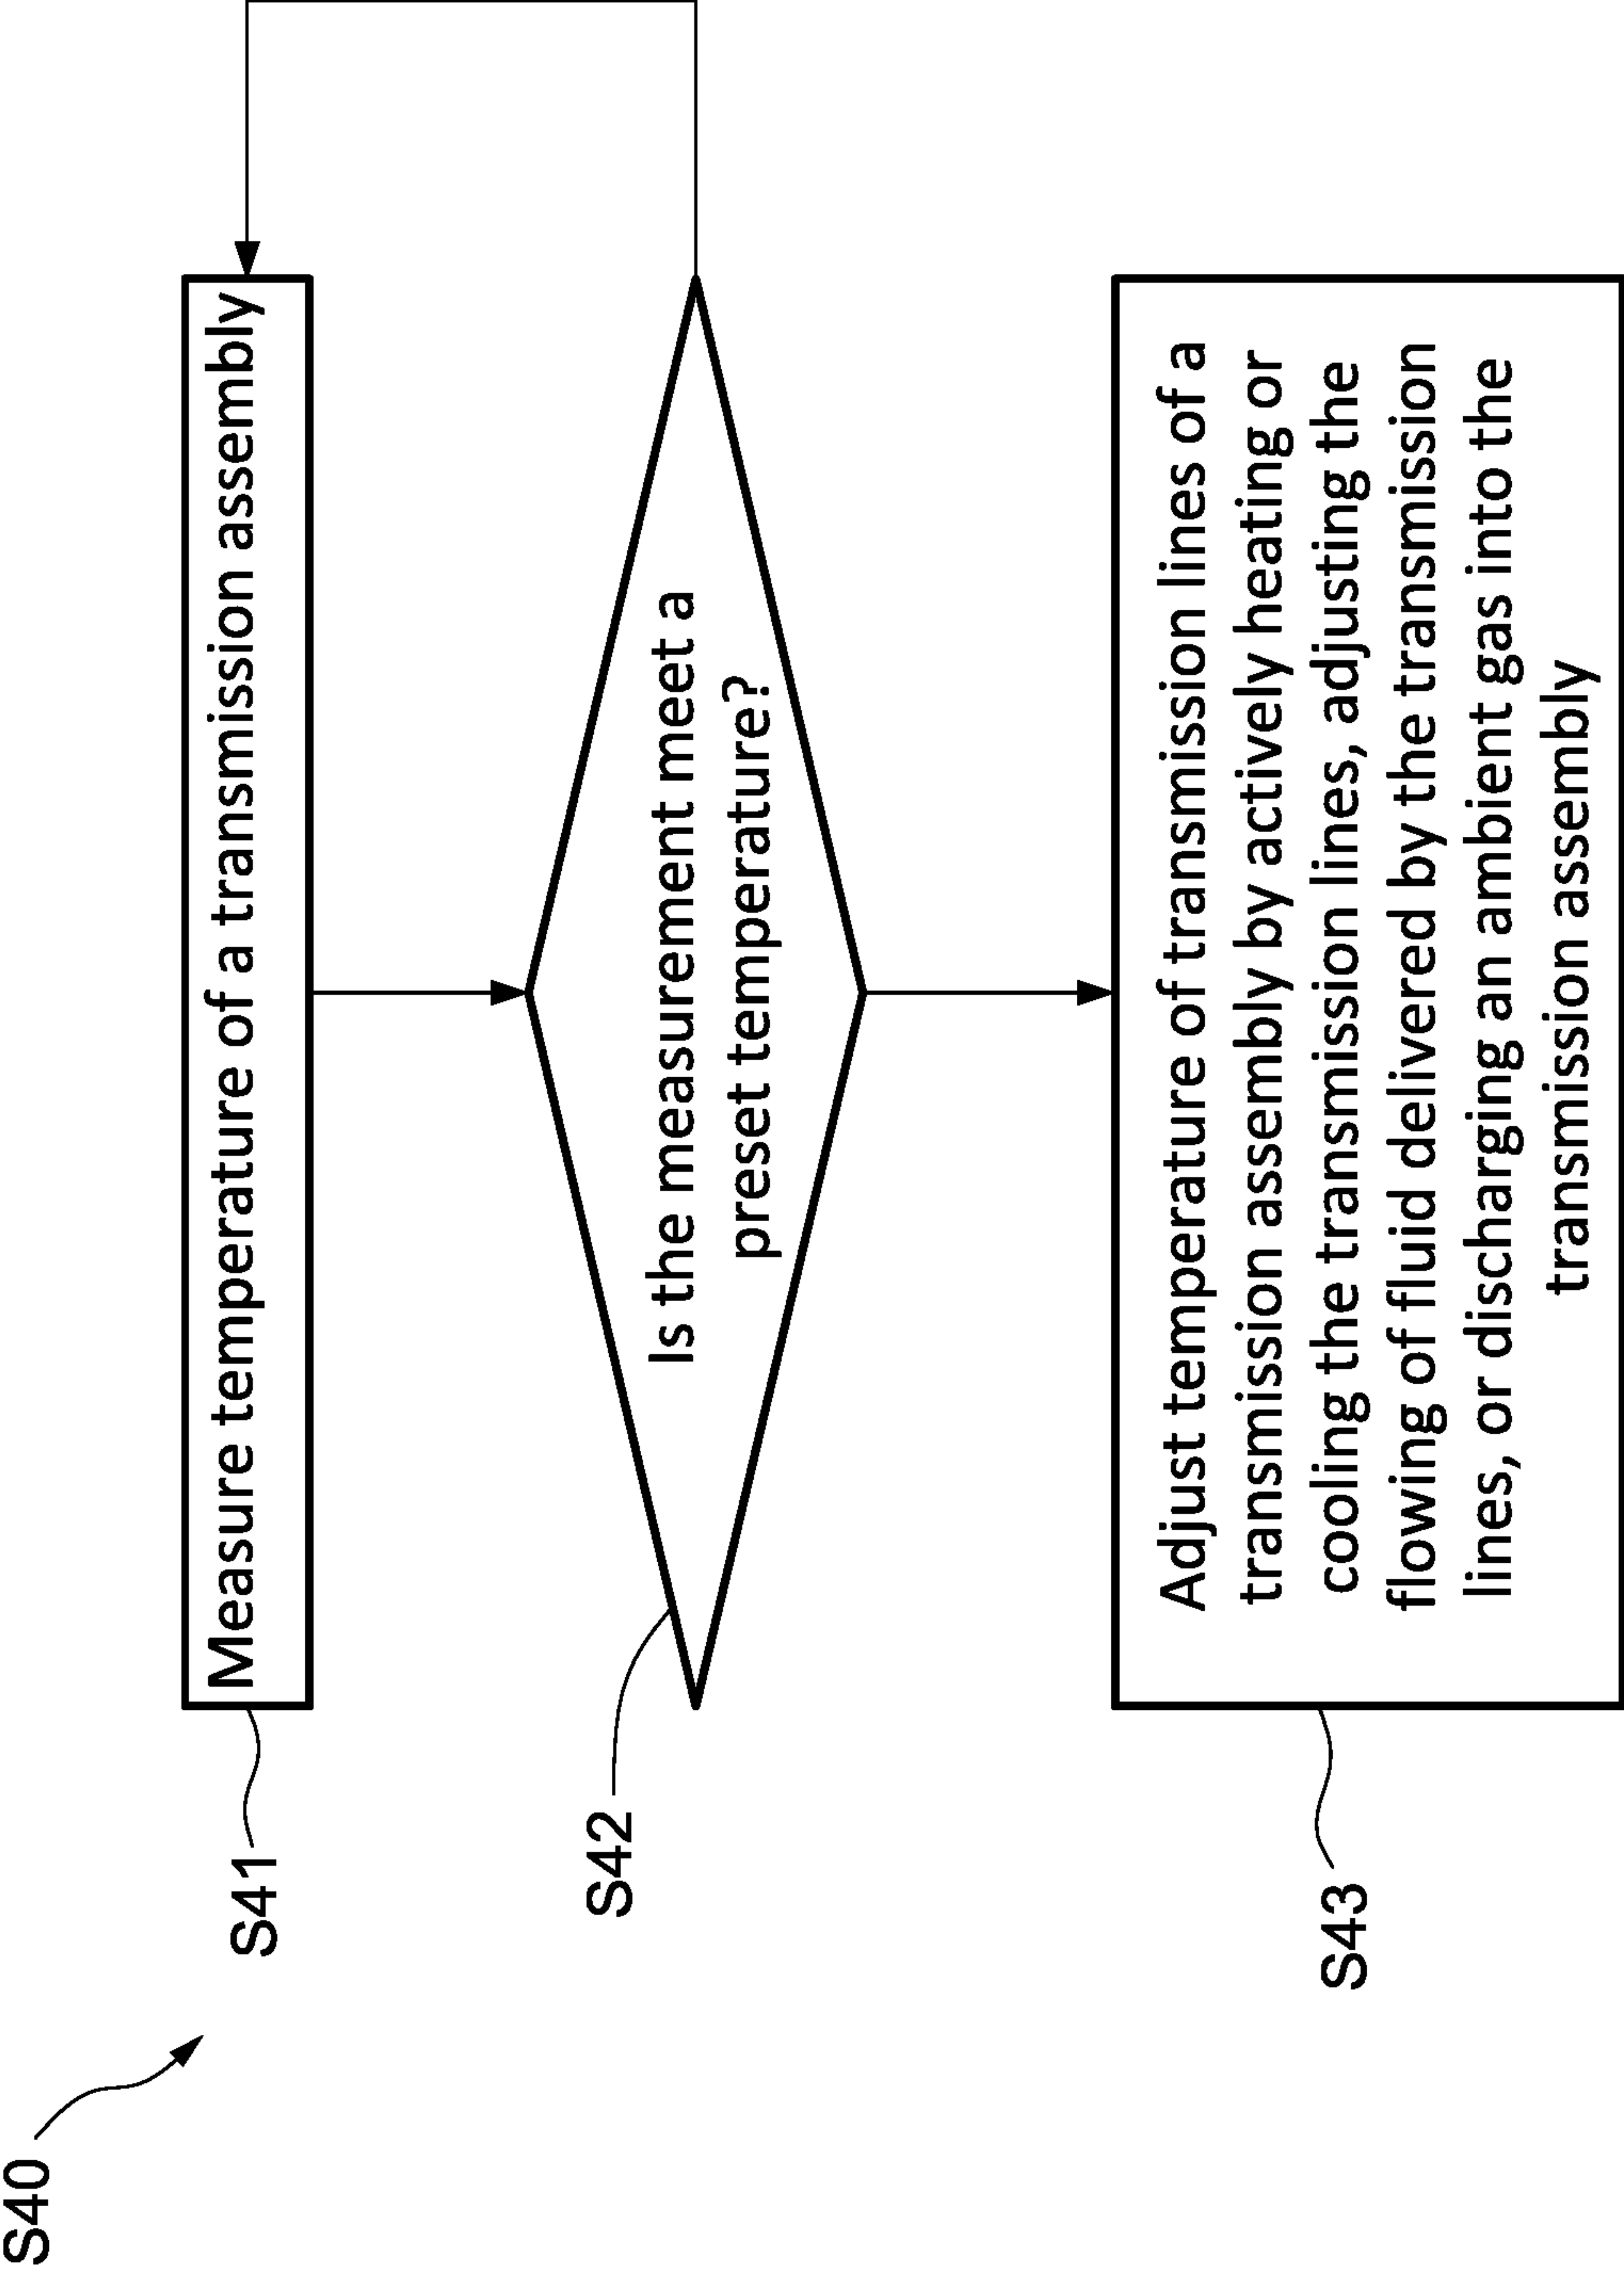 S40
S41
Measure temperature of a transmission assembly
S42
Is the measurement meet a
preset temperature?
S43
Adjust temperature of transmission lines of a
transmission assembly by actively heating or
cooling the transmission lines, adjusting the
flowing of fluid delivered by the transmission
lines, or discharging an ambient gas into the
transmission assembly